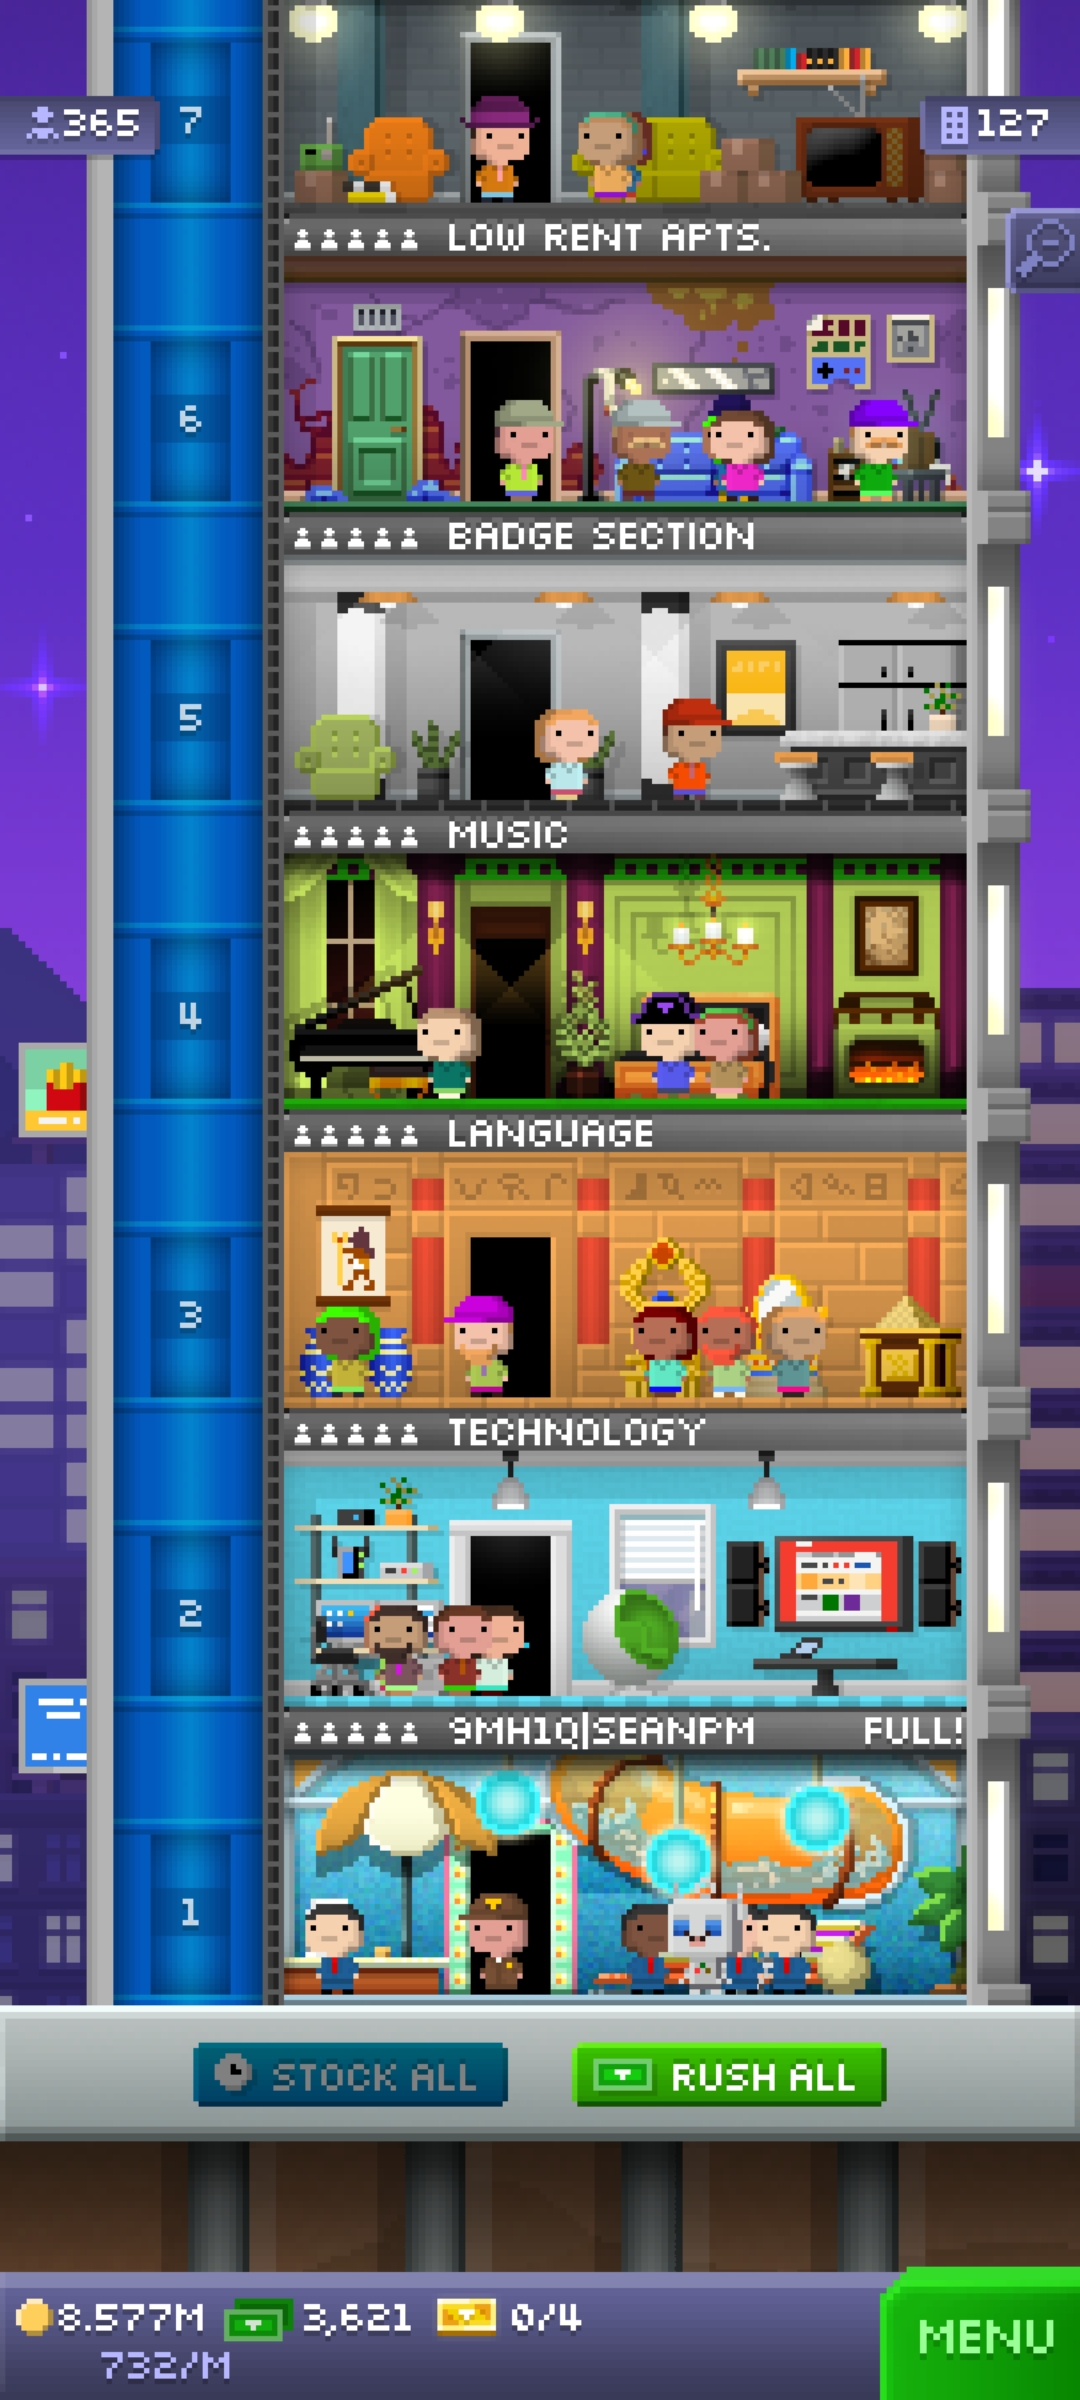 365
7
127
LOW RENT APTS.
6
BADGE SECTION
5
MUSIC
4
LANGUAGE
3
TECHNOLOGY
2
9MH1Q|SEANPM FULL!
1
STOCK ALL
RUSH ALL
8.577M 3,621 0/4
732/M
MENU